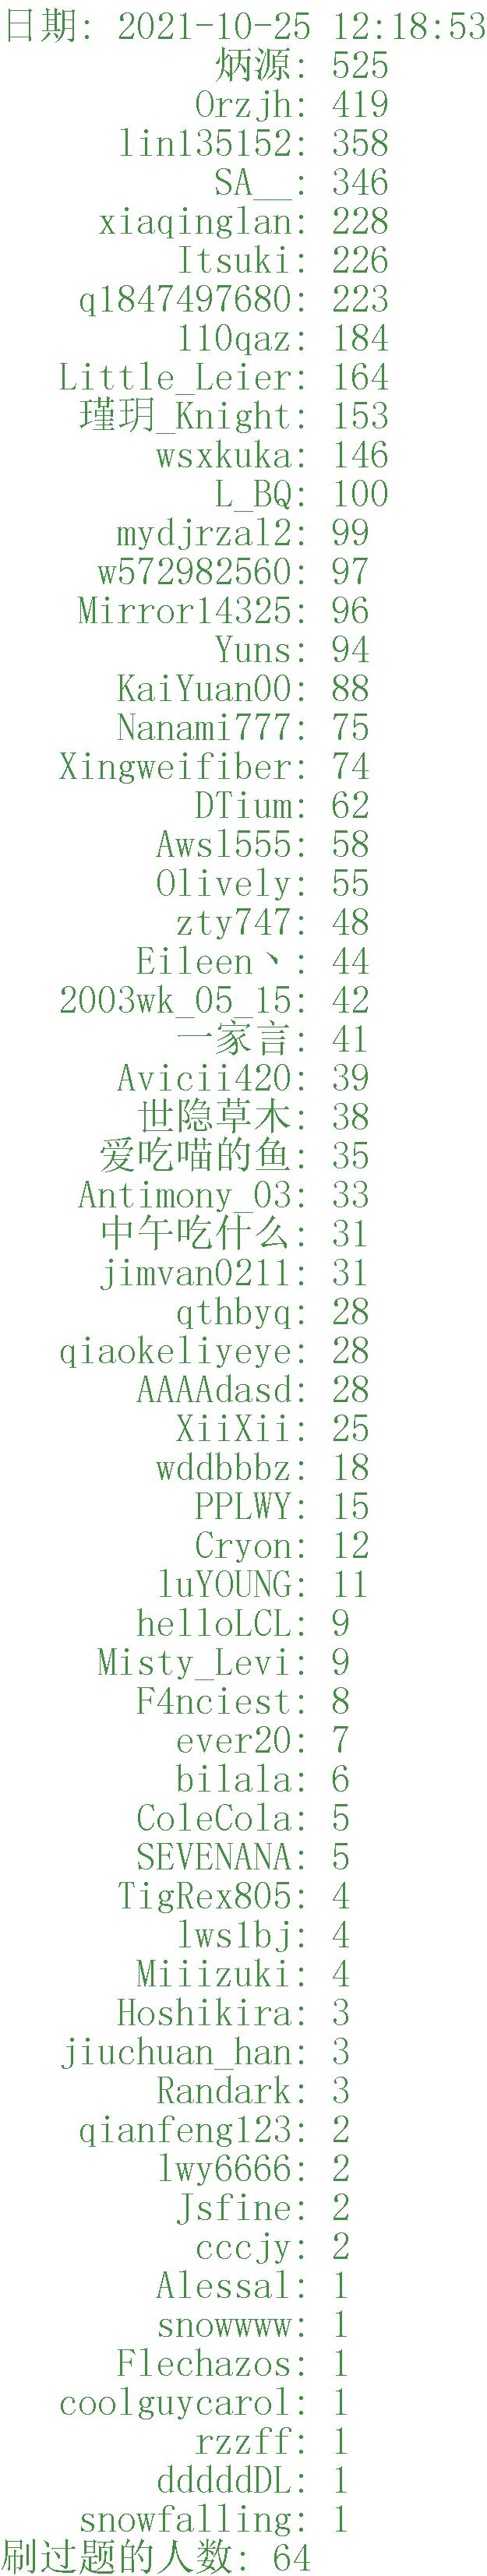 日期: 2021-10-25 12:18:53
炳源: 525
Orzjh: 419
lin135152: 358
SA__: 346
xiaqinglan: 228
Itsuki: 226
q1847497680: 223
110qaz: 184
Little_Leier: 164
瑾玥_Knight: 153
wsxkuka: 146
L_BQ: 100
mydjrzal2: 99
w572982560: 97
Mirror14325: 96
Yuns: 94
KaiYuan00: 88
Nanami777: 75
Xingweifiber: 74
DTium: 62
Awsl555: 58
Olively: 55
zty747: 48
Eileen丶: 44
2003wk_05_15: 42
一家言: 41
Avicii420: 39
世隐草木: 38
爱吃喵的鱼: 35
Antimony_03: 33
中午吃什么: 31
jimvan0211: 31
qthbyq: 28
qiaokeliyeye: 28
AAAAdasd: 28
XiiXii: 25
wddbbbz: 18
PPLWY: 15
Cryon: 12
luYOUNG: 11
helloLCL: 9
Misty_Levi: 9
F4nciest: 8
ever20: 7
bilala: 6
ColeCola: 5
SEVENANA: 5
TigRex805: 4
lws1bj: 4
Miiizuki: 4
Hoshikira: 3
jiuchuan_han: 3
Randark: 3
qianfeng123: 2
lwy6666: 2
Jsfine: 2
cccjy: 2
Alessal: 1
snowwww: 1
Flechazos: 1
coolguycarol: 1
rzzff: 1
dddddDL: 1
snowfalling: 1
刷过题的人数: 64